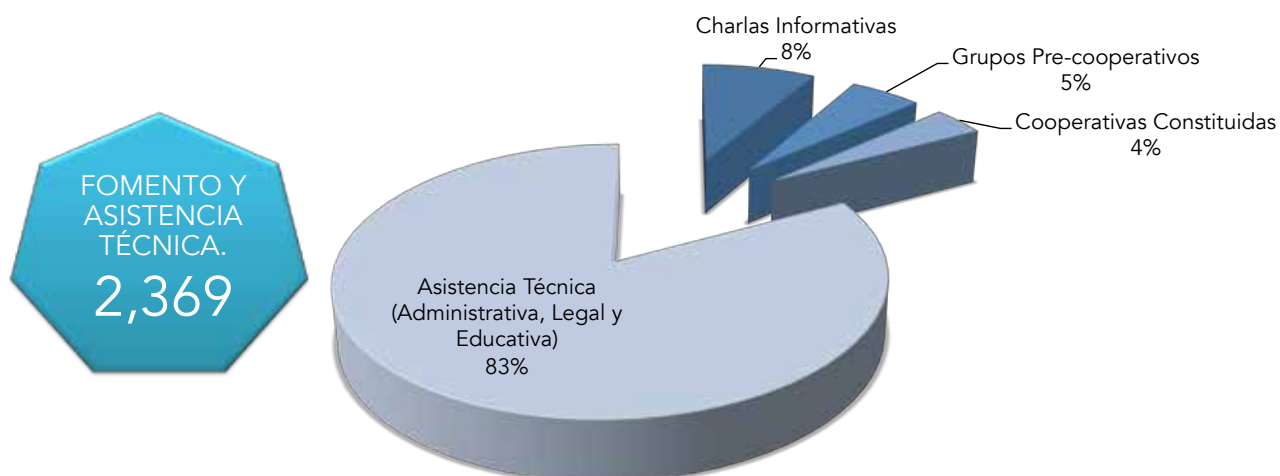 Charlas Informativas
8%
Grupos Pre-cooperativos
5%
Cooperativas Constituidas
4%
FOMENTO Y
ASISTENCIA
TÉCNICA.
2,369
Asistencia Técnica
(Administrativa, Legal y
Educativa)
83%